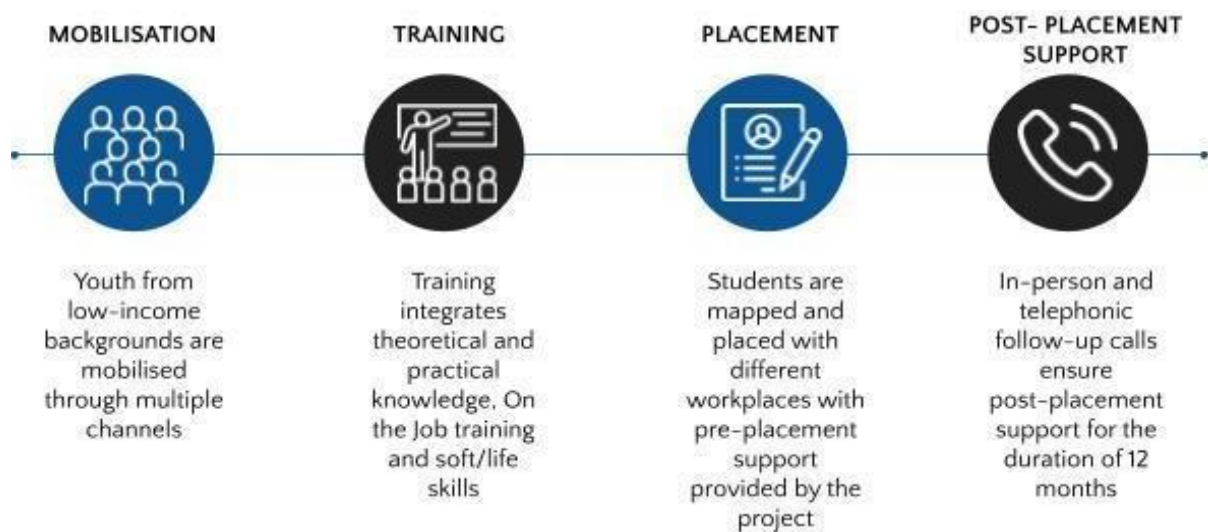 MOBILISATION
TRAINING
PLACEMENT
POST- PLACEMENT
SUPPORT
Youth from
low-income
backgrounds are
mobilised
through multiple
channels
Training
integrates
theoretical and
practical
knowledge, On
the Job training
and soft/life
skills
Students are
mapped and
placed with
different
workplaces with
pre-placement
support
provided by the
project
In-person and
telephonic
follow-up calls
ensure
post-placement
support for the
duration of 12
months